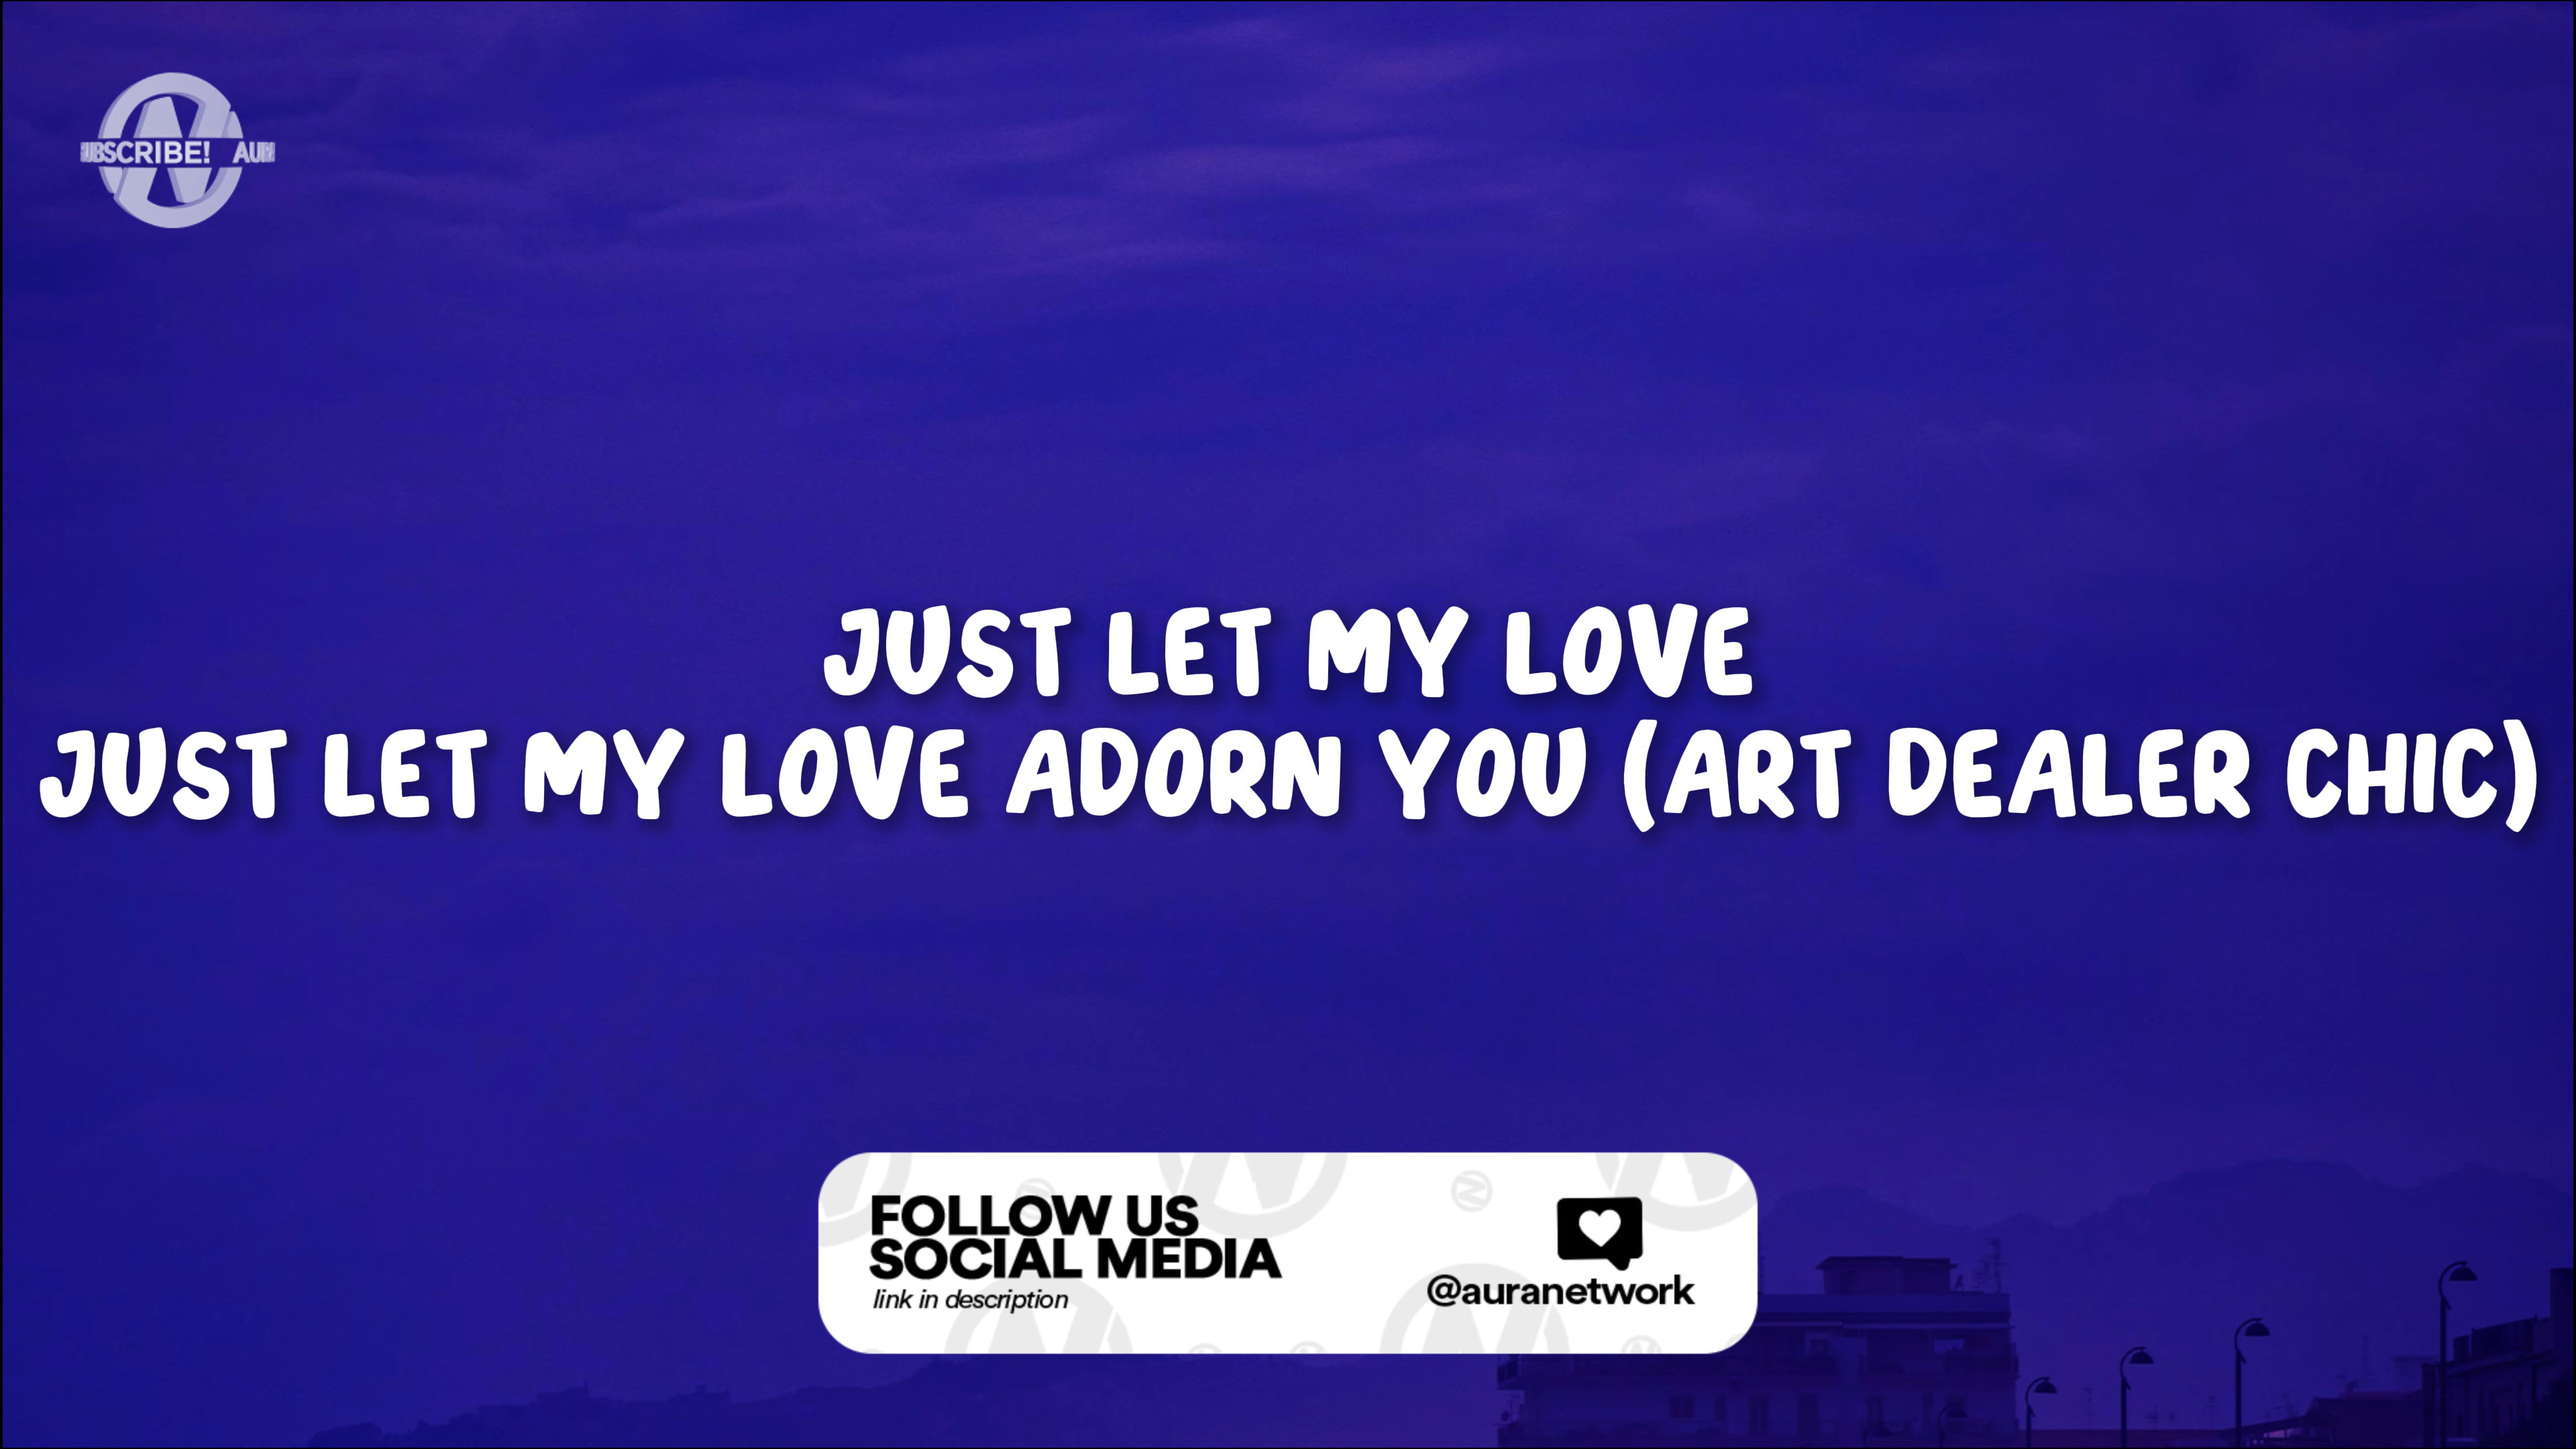 SUBSCRIBE!
JUST LET MY LOVE
JUST LET MY LOVE ADORN YOU (ART DEALER CHIC)
FOLLOW US
SOCIAL MEDIA
link in description
@auranetwork